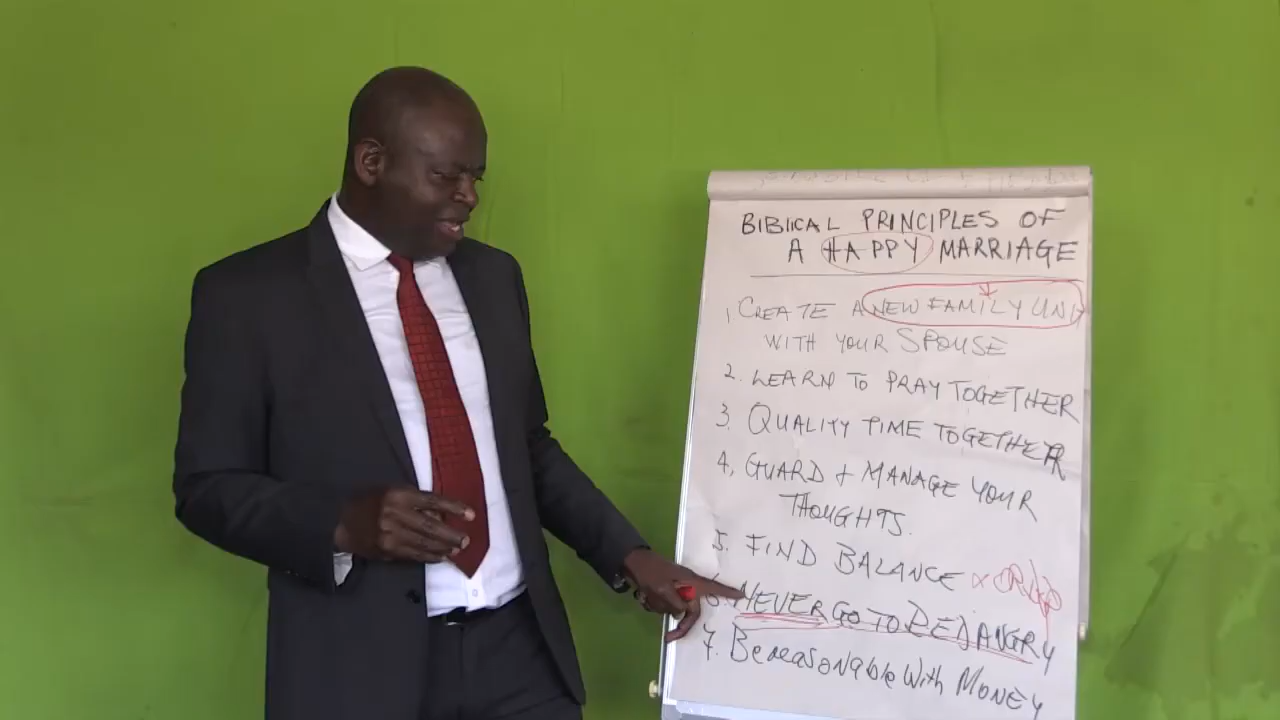 BIBLICAL PRINCIPLES OF
A HAPPY MARRIAGE
1, CREATE A NEW FAMILY UNI
WITH YOUR SPOUSE
2. LEARN TO PRAY TOGETHER
3. QUALITY TIME TOGETHER
4, GUARD + MANAGE YOUR
THOUGHTS.
5. FIND BALANCE
6. NEVER GO TO BED ANGRY
7. Be reasonable With MONEY